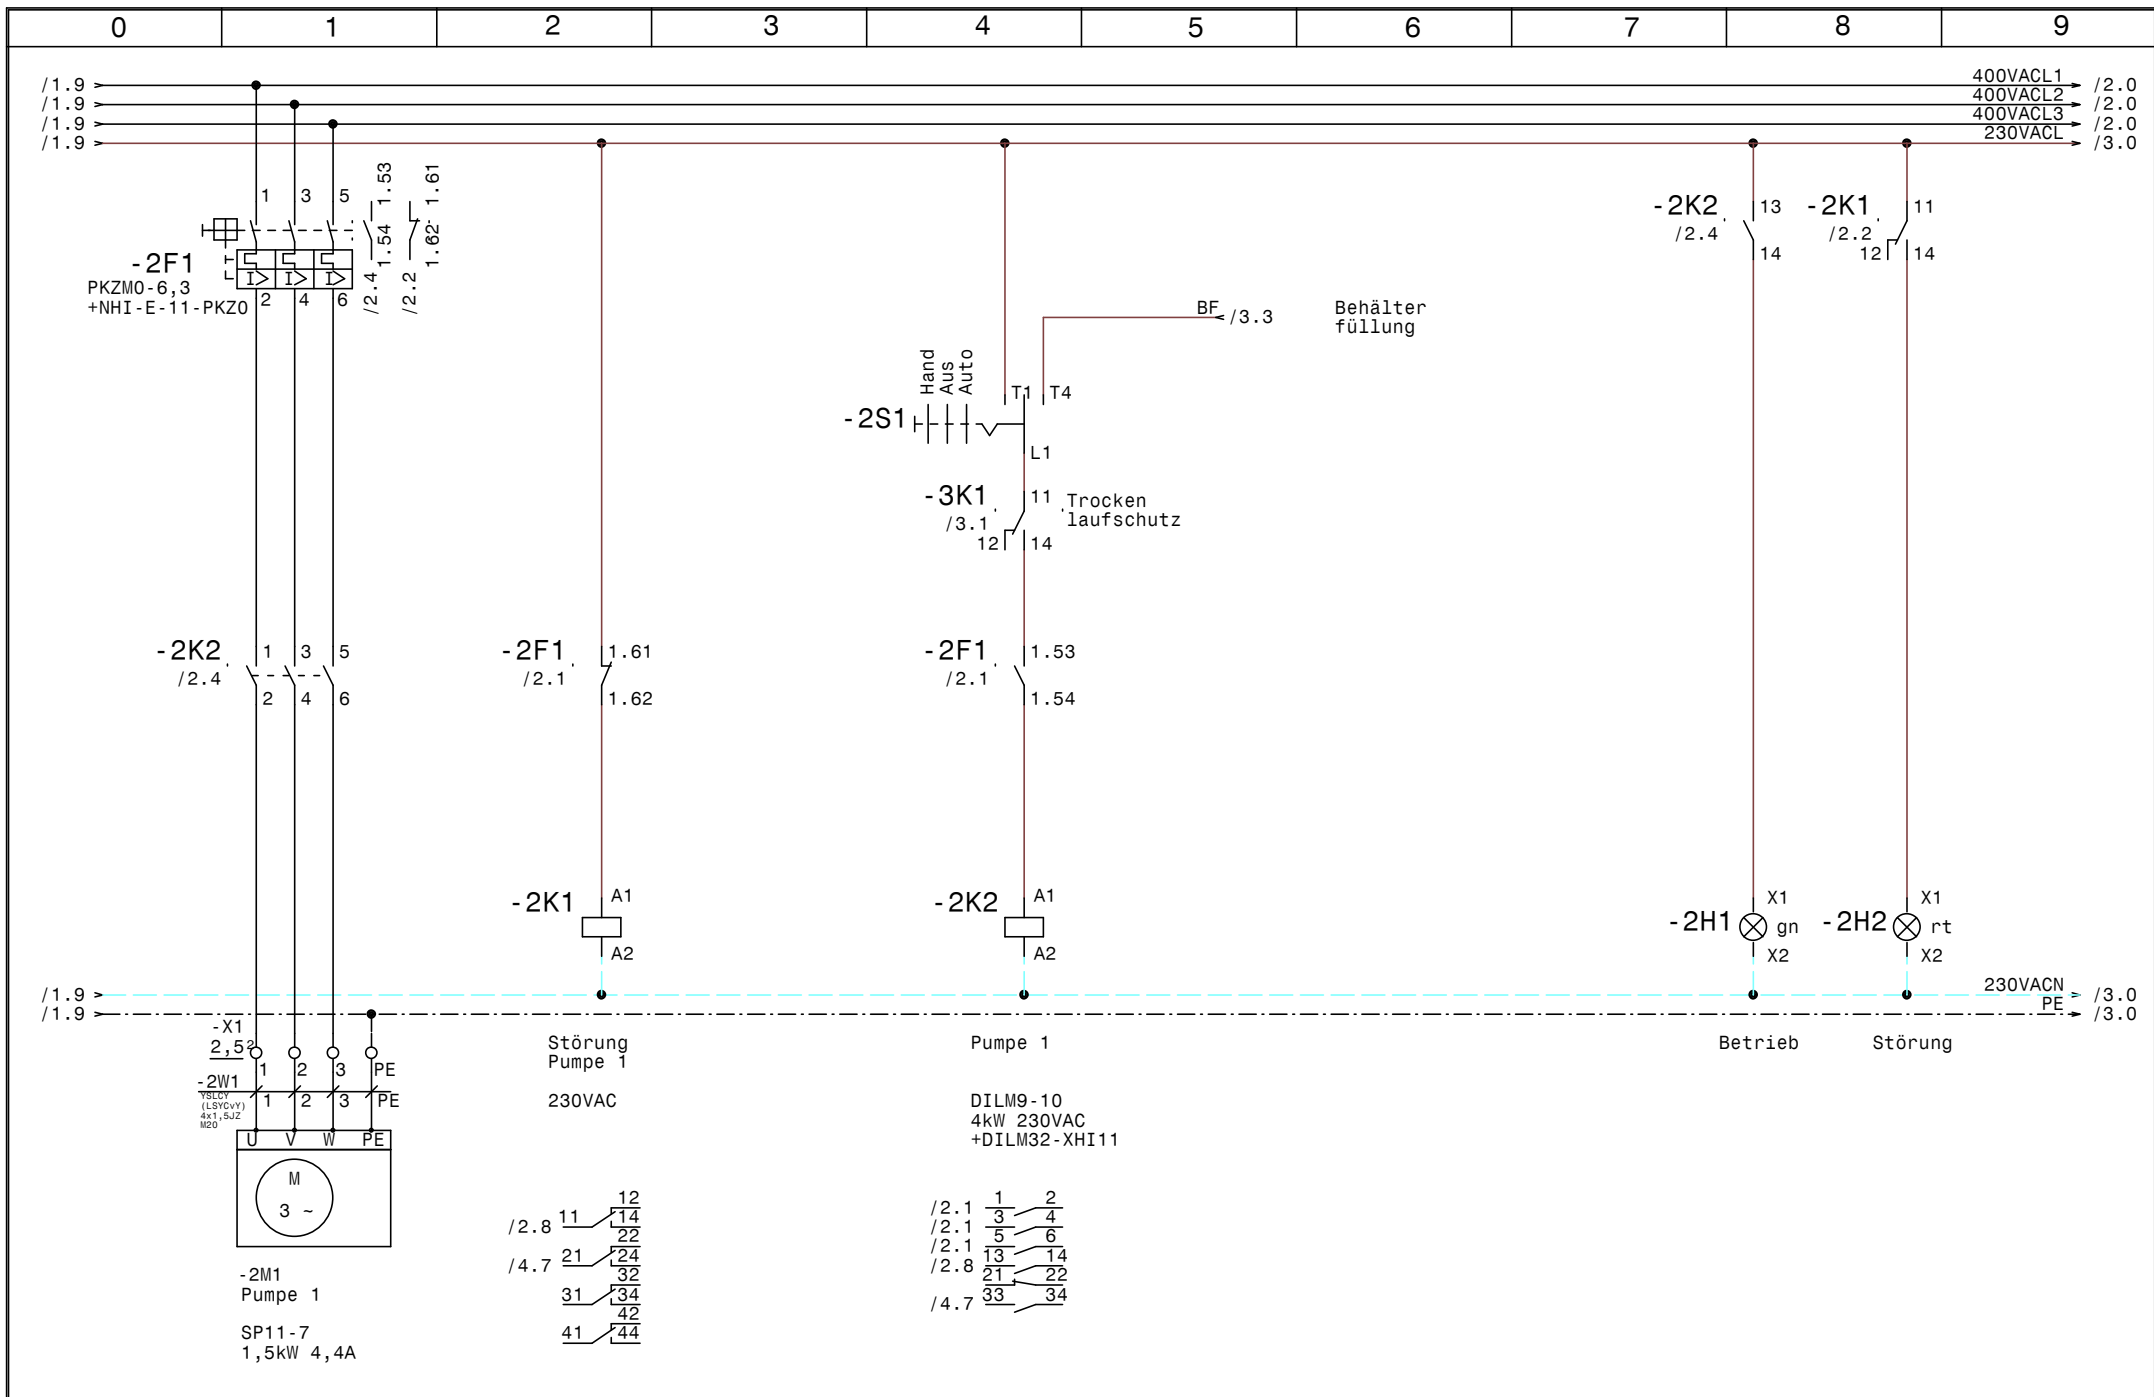 0 1 2 3 4 5 6 7 8 9
/1.9 400VACL1 /2.0
/1.9 400VACL2 /2.0
/1.9 400VACL3 /2.0
/1.9 230VACL /3.0
1 3 5 1.53 1.61
1.54 1.62
/2.4 /2.2
-2F1
PKZM0-6,3
+NHI-E-11-PKZ0
2 4 6
-2K2 13
/2.4 14
-2K1 11
/2.2
12 14
BF /3.3
Behälter
füllung
Hand
Aus
Auto
T1 T4
-2S1
L1
-3K1 11
/3.1
12 14
Trocken
laufschutz
-2K2 1 3 5
/2.4
2 4 6
-2F1 1.61
/2.1
1.62
-2F1 1.53
/2.1
1.54
-2K1 A1
A2
-2K2 A1
A2
-2H1 X1
gn
X2
-2H2 X1
rt
X2
/1.9 230VACN /3.0
/1.9 PE /3.0
-X1
2,5²
1 2 3 PE
-2W1
YSLCY
(LSYCvY)
4x1,5JZ
M20
1 2 3 PE
U V W PE
M
3 ~
-2M1
Pumpe 1
SP11-7
1,5kW 4,4A
Störung
Pumpe 1
230VAC
12
/2.8 11 14
22
/4.7 21 24
32
31 34
42
41 44
Pumpe 1
DILM9-10
4kW 230VAC
+DILM32-XHI11
/2.1 1 2
/2.1 3 4
/2.1 5 6
/2.8 13 14
21 22
/4.7 33 34
Betrieb
Störung